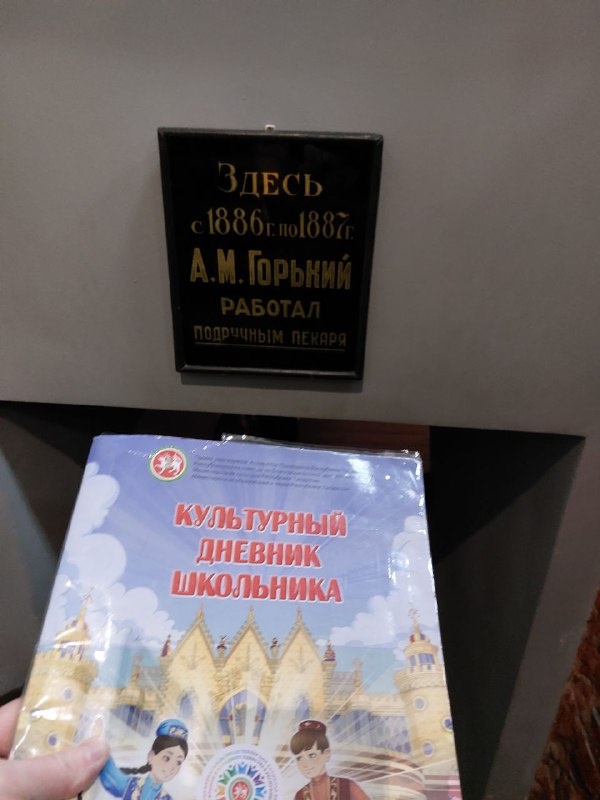 ЗДЕСЬ
с 1886 г. по 1887 г.
А. М. ГОРЬКИЙ
РАБОТАЛ
ПОДРУЧНЫМ ПЕКАРЯ
КУЛЬТУРНЫЙ
ДНЕВНИК
ШКОЛЬНИКА